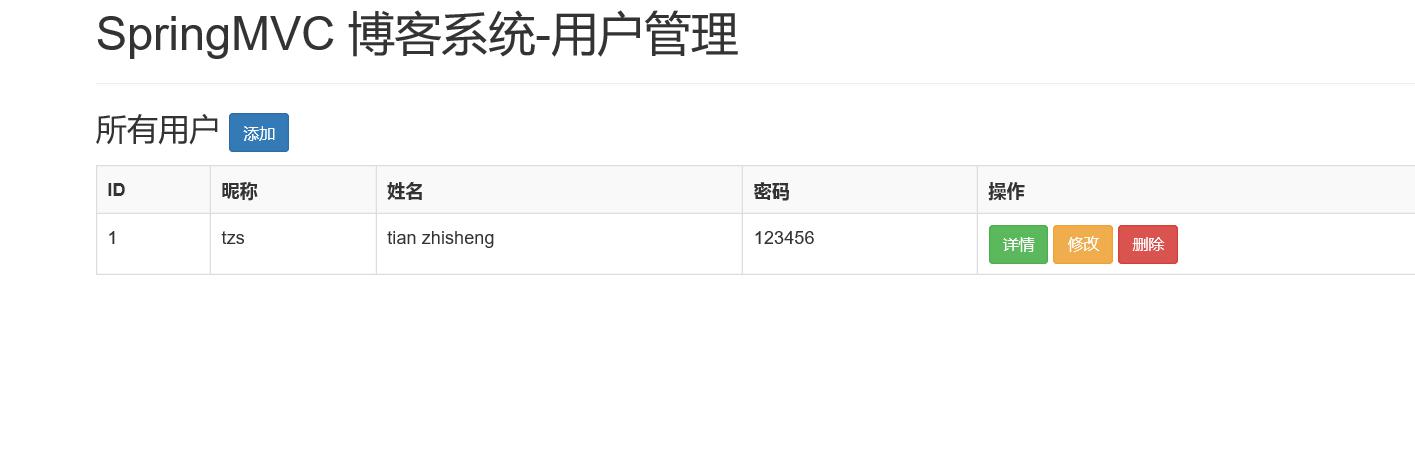 SpringMVC 博客系统-用户管理
所有用户 添加
ID 昵称 姓名 密码 操作
1 tzs tian zhisheng 123456 详情 修改 删除